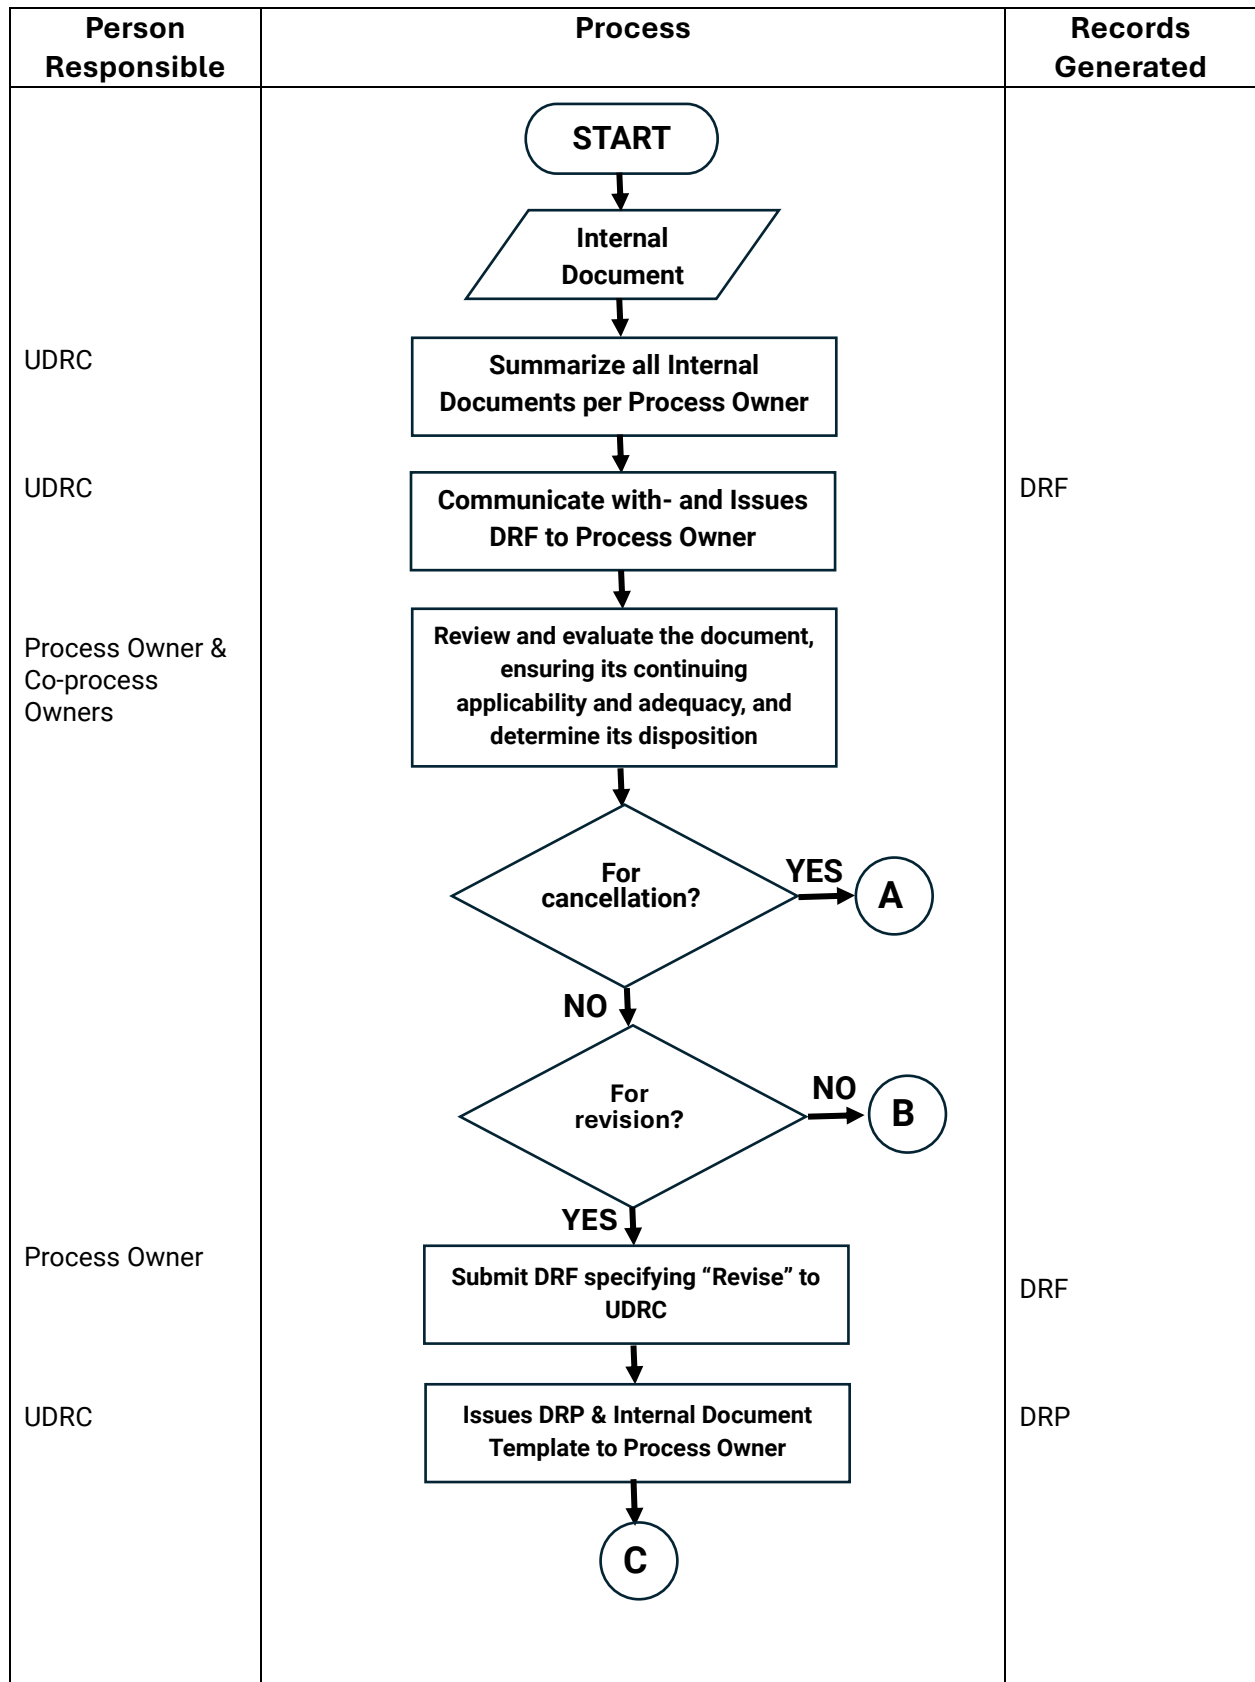 Person
Responsible
Process
Records
Generated
START
Internal
Document
UDRC
Summarize all Internal
Documents per Process Owner
UDRC
Communicate with- and Issues
DRF to Process Owner
DRF
Process Owner &
Co-process
Owners
Review and evaluate the document,
ensuring its continuing
applicability and adequacy, and
determine its disposition
For
cancellation?
YES
A
NO
For
revision?
NO
B
YES
Process Owner
Submit DRF specifying “Revise” to
UDRC
DRF
UDRC
Issues DRP & Internal Document
Template to Process Owner
DRP
C